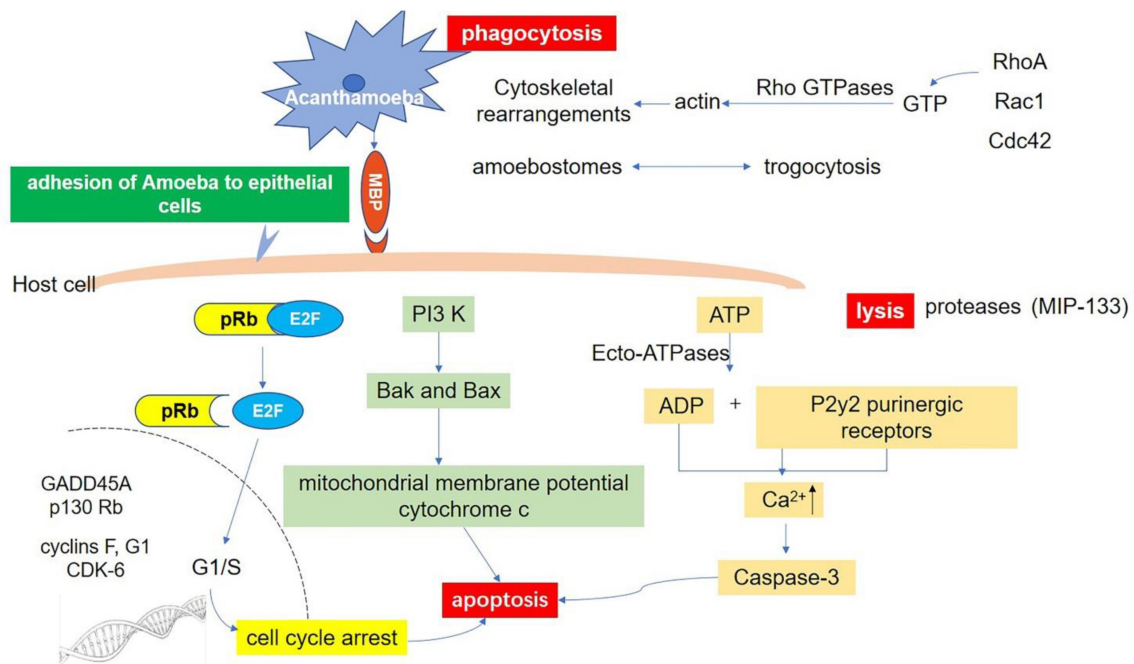 phagocytosis
Acanthamoeba
Cytoskeletal
rearrangements
actin
Rho GTPases
GTP
RhoA
Rac1
Cdc42
amoebostomes
trogocytosis
adhesion of Amoeba to epithelial
cells
MBP
Host cell
pRb
E2F
PI3 K
ATP
lysis
proteases (MIP-133)
Ecto-ATPases
pRb
E2F
Bak and Bax
ADP
+
P2y2 purinergic
receptors
GADD45A
p130 Rb
cyclins F, G1
CDK-6
G1/S
mitochondrial membrane potential
cytochrome c
Ca2+
Caspase-3
apoptosis
cell cycle arrest